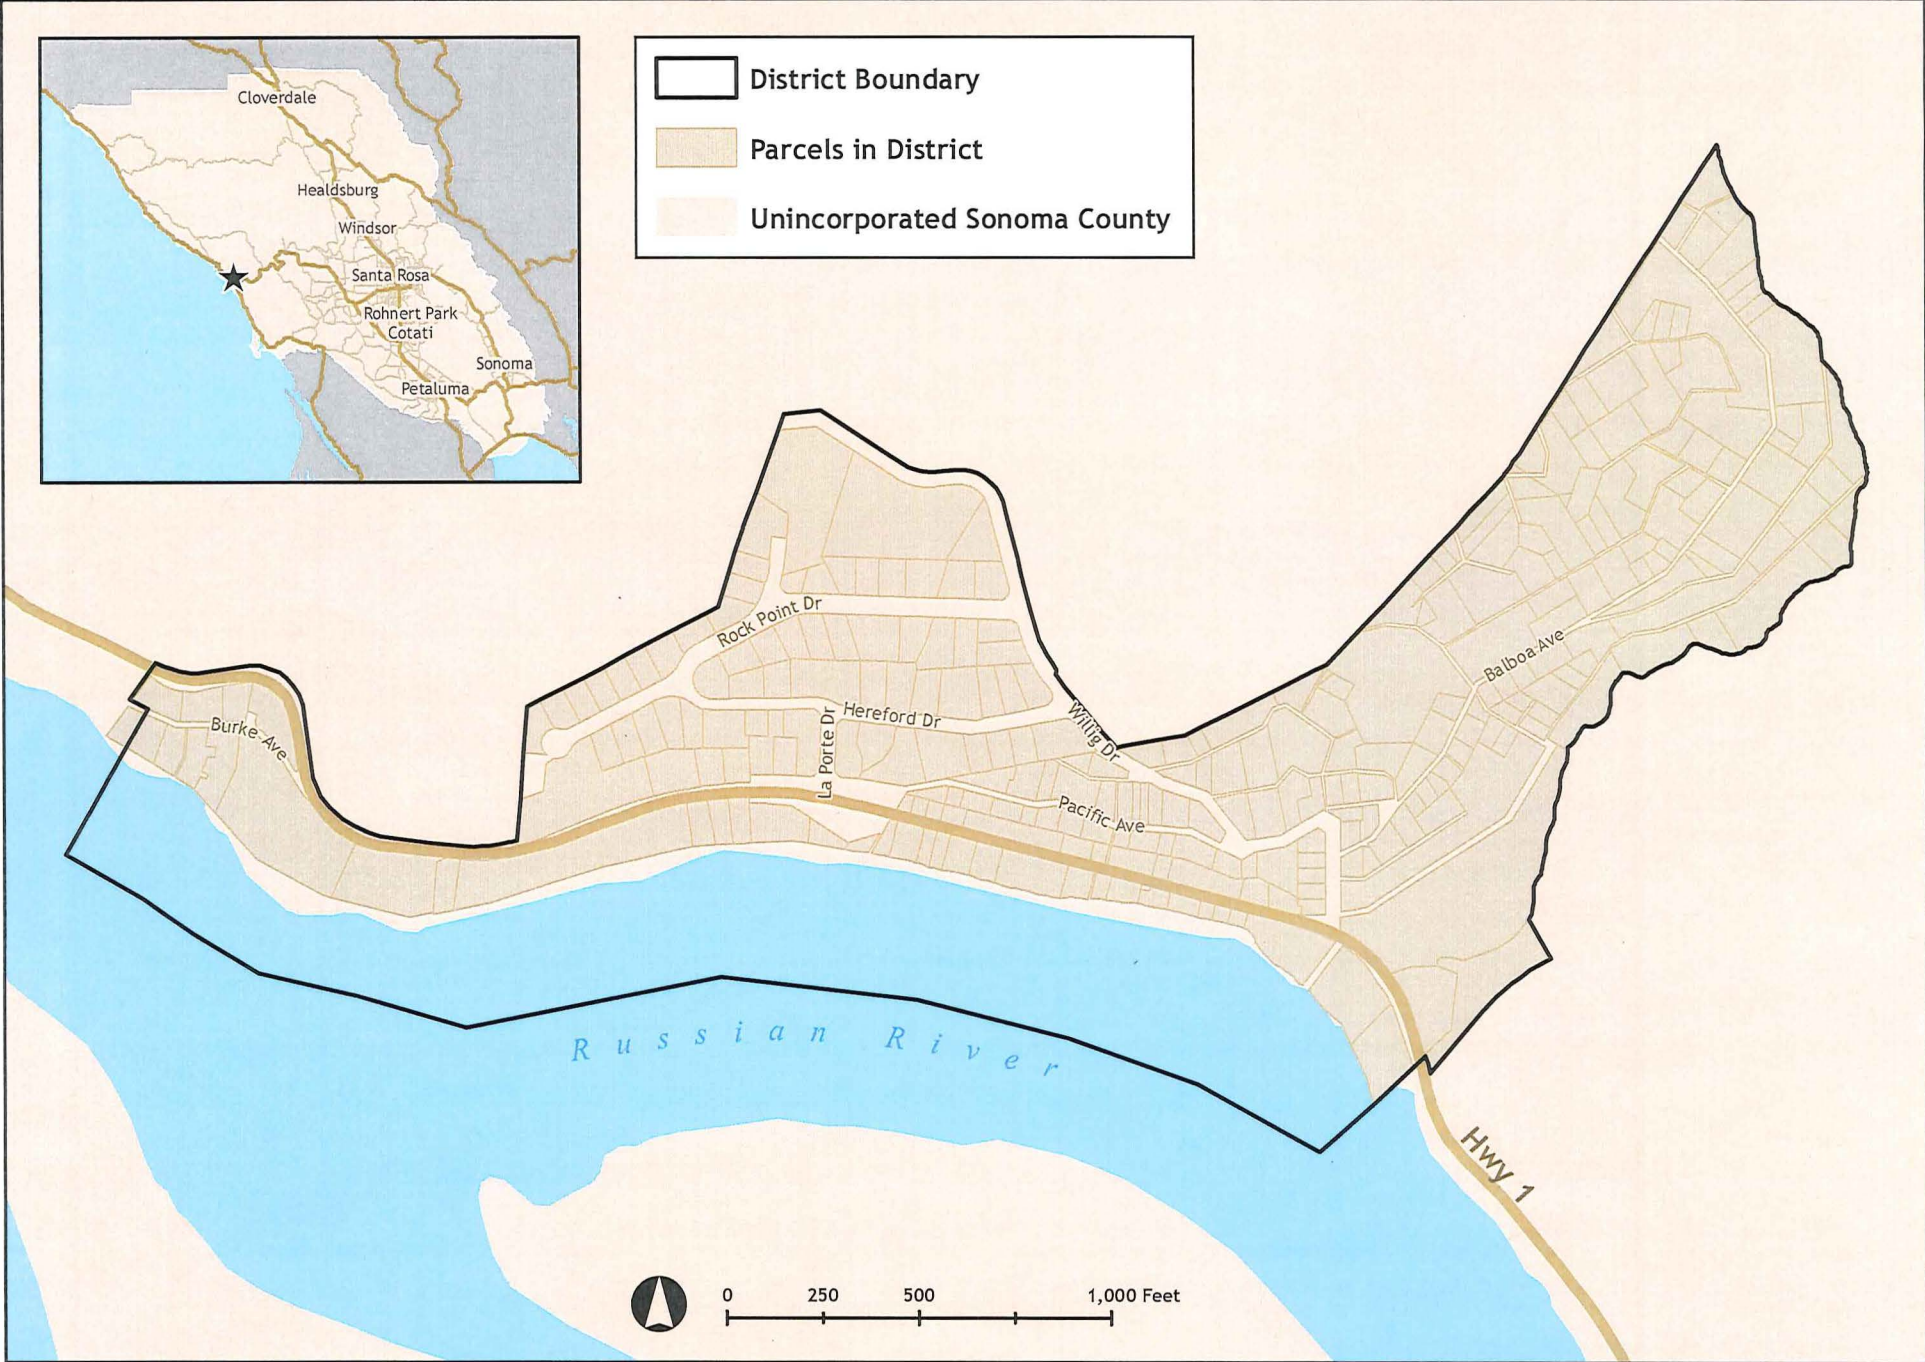 Cloverdale
Healdsburg
Windsor
Santa Rosa
Rohnert Park
Cotati
Sonoma
Petaluma
District Boundary
Parcels in District
Unincorporated Sonoma County
Rock Point Dr
Balboa Ave
Burke Ave
La Porte Dr
Hereford Dr
Willig Dr
Pacific Ave
Russian River
Hwy 1
0 250 500 1,000 Feet